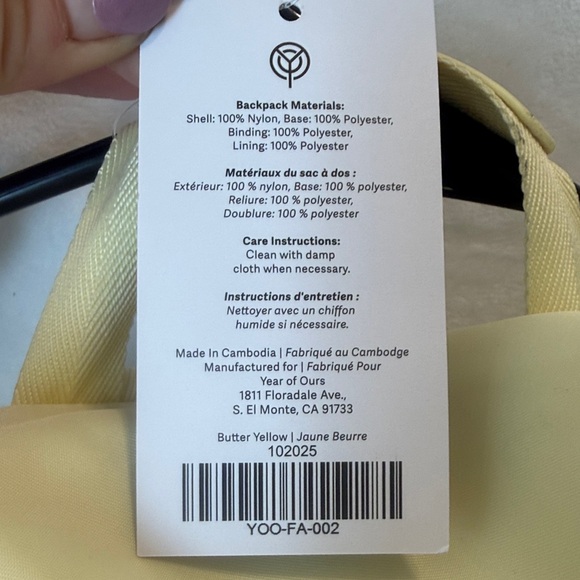 Backpack Materials:
Shell: 100% Nylon, Base: 100% Polyester,
Binding: 100% Polyester,
Lining: 100% Polyester
Matériaux du sac à dos :
Extérieur: 100 % nylon, Base: 100 % polyester,
Reliure: 100 % polyester,
Doublure: 100 % polyester
Care Instructions:
Clean with damp
cloth when necessary.
Instructions d'entretien :
Nettoyer avec un chiffon
humide si nécessaire.
Made In Cambodia | Fabriqué au Cambodge
Manufactured for | Fabriqué Pour
Year of Ours
1811 Floradale Ave.,
S. El Monte, CA 91733
Butter Yellow | Jaune Beurre
102025
YOO-FA-002